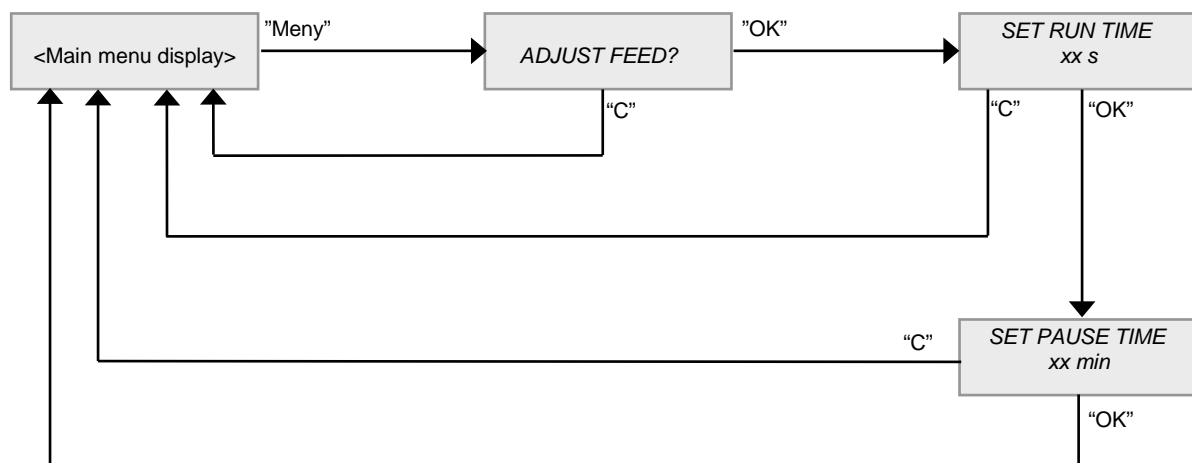 ”Meny”
<Main menu display>
ADJUST FEED?
”OK”
SET RUN TIME
xx s
“C”
“C”
“OK”
“C”
SET PAUSE TIME
xx min
“OK”